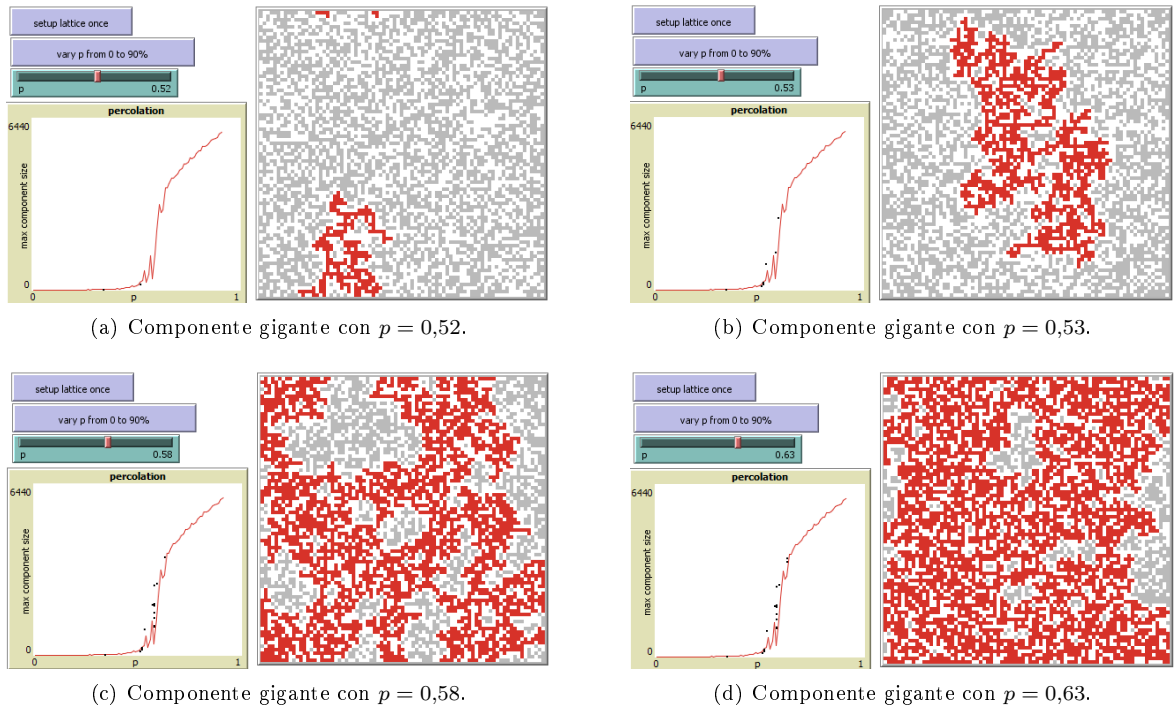 setup lattice once
vary p from 0 to 90%
p 0.52
percolation
6440
max component size
0
0 p 1
(a) Componente gigante con p = 0,52.
setup lattice once
vary p from 0 to 90%
p 0.53
percolation
6440
max component size
0
0 p 1
(b) Componente gigante con p = 0,53.
setup lattice once
vary p from 0 to 90%
p 0.58
percolation
6440
max component size
0
0 p 1
(c) Componente gigante con p = 0,58.
setup lattice once
vary p from 0 to 90%
p 0.63
percolation
6440
max component size
0
0 p 1
(d) Componente gigante con p = 0,63.